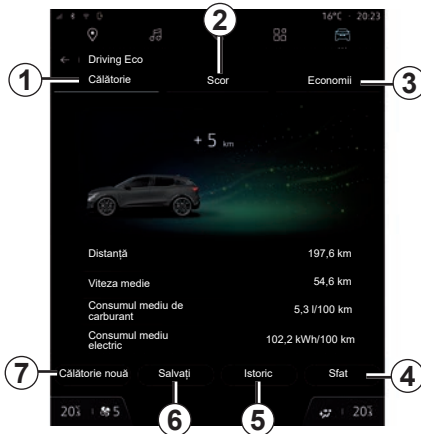 2
16°C · 20:23
Driving Eco
1 Călătorie Scor Economii 3
+ 5 km
Distanță 197,6 km
Viteza medie 54,6 km
Consumul mediu de
carburant 5,3 l/100 km
Consumul mediu
electric 102,2 kWh/100 km
7 Călătorie nouă Salvați Istoric Sfat 4
6 5
5